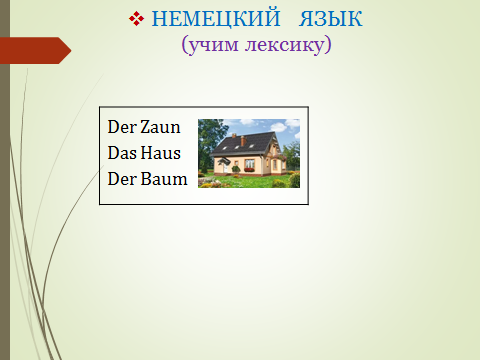 ❖ НЕМЕЦКИЙ ЯЗЫК
(учим лексику)
Der Zaun
Das Haus
Der Baum